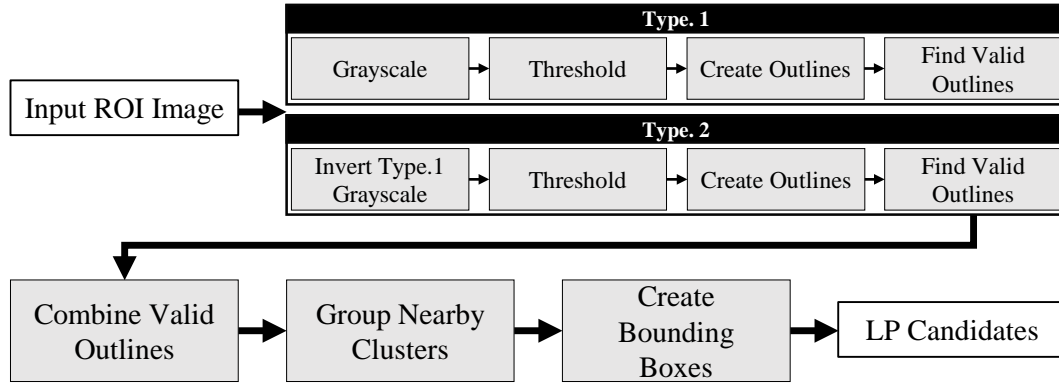 Type. 1
Grayscale
Threshold
Create Outlines
Find Valid
Outlines
Input ROI Image
Type. 2
Invert Type.1
Grayscale
Threshold
Create Outlines
Find Valid
Outlines
Combine Valid
Outlines
Group Nearby
Clusters
Create
Bounding
Boxes
LP Candidates